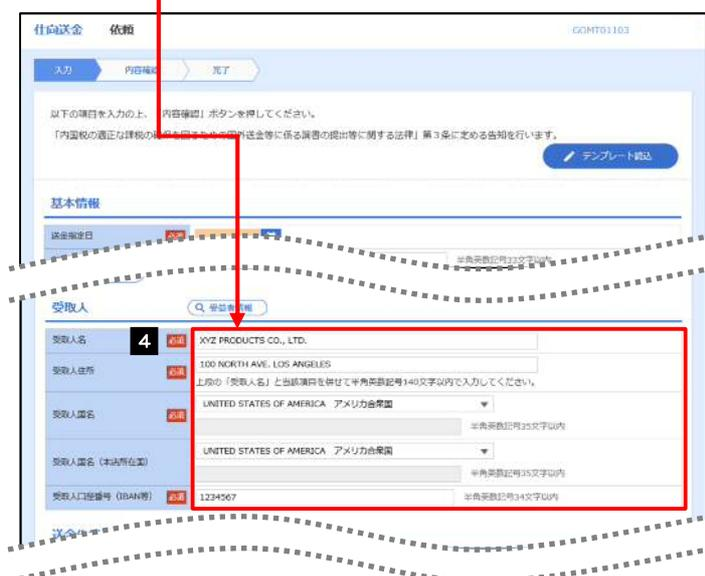 仕向送金 依頼
GOMT01103
入力 内容確認 完了
以下の項目を入力の上、「内容確認」ボタンを押してください。
「内国税の適正な課税の確保を図るための国外送金等に係る調書の提出等に関する法律」第3条に定める告知を行います。
テンプレート読込
基本情報
送金指定日 必須
半角英数記号33文字以内
受取人 受益者情報
受取人名 4 必須 XYZ PRODUCTS CO., LTD.
受取人住所 必須 100 NORTH AVE. LOS ANGELES
上段の「受取人名」と当該項目を併せて半角英数記号140文字以内で入力してください。
受取人国名 必須 UNITED STATES OF AMERICA アメリカ合衆国
半角英数記号35文字以内
受取人国名(本店所在国) UNITED STATES OF AMERICA アメリカ合衆国
半角英数記号35文字以内
受取人口座番号(IBAN等) 必須 1234567 半角英数記号34文字以内